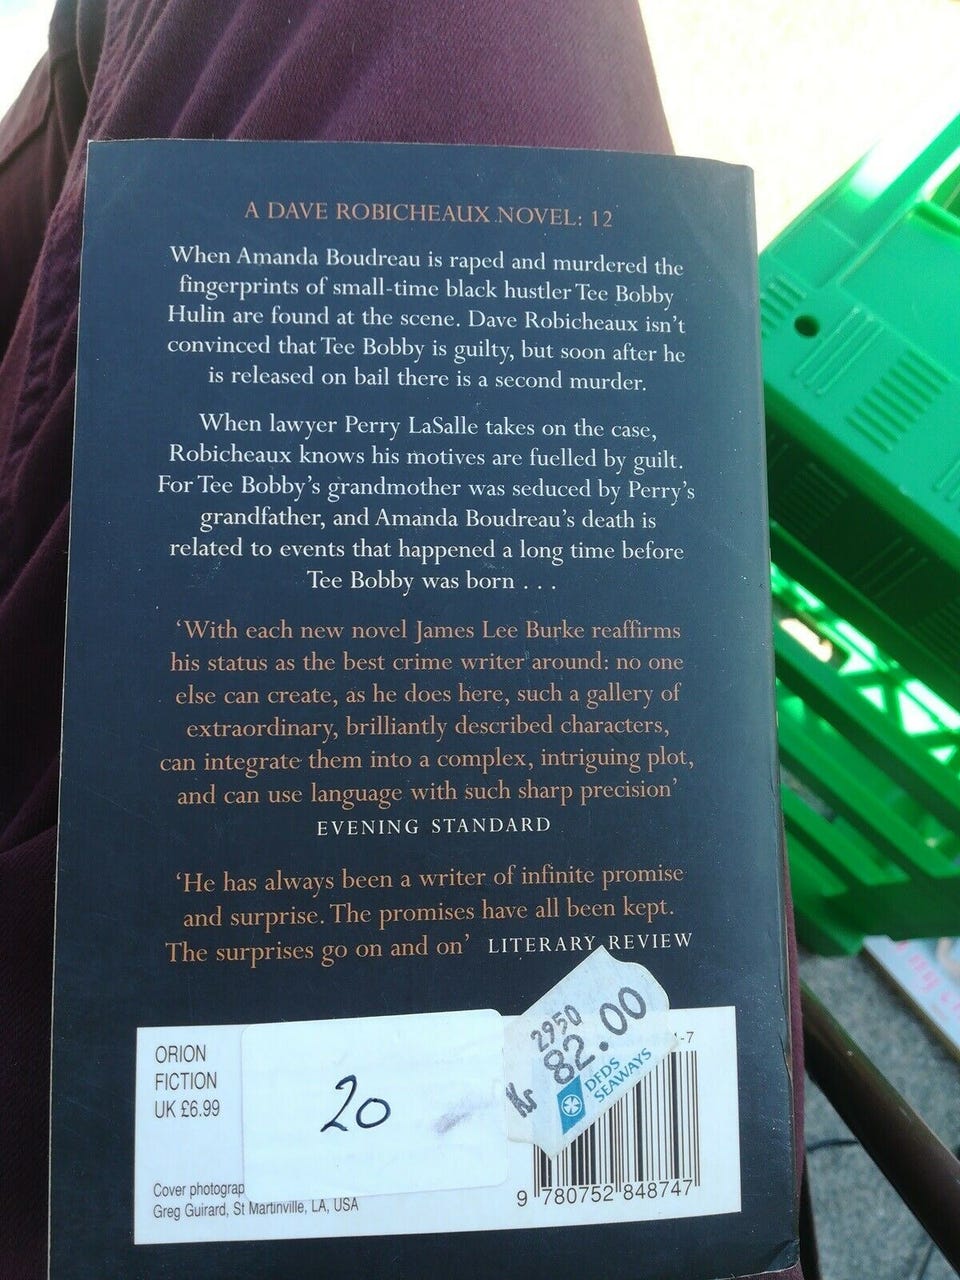 A DAVE ROBICHEAUX NOVEL: 12
When Amanda Boudreau is raped and murdered the
fingerprints of small-time black hustler Tee Bobby
Hulin are found at the scene. Dave Robicheaux isn't
convinced that Tee Bobby is guilty, but soon after he
is released on bail there is a second murder.
When lawyer Perry LaSalle takes on the case,
Robicheaux knows his motives are fuelled by guilt.
For Tee Bobby's grandmother was seduced by Perry's
grandfather, and Amanda Boudreau's death is
related to events that happened a long time before
Tee Bobby was born . . .
'With each new novel James Lee Burke reaffirms
his status as the best crime writer around: no one
else can create, as he does here, such a gallery of
extraordinary, brilliantly described characters,
can integrate them into a complex, intriguing plot,
and can use language with such sharp precision'
EVENING STANDARD
'He has always been a writer of infinite promise
and surprise. The promises have all been kept.
The surprises go on and on' LITERARY REVIEW
ORION
FICTION
UK £6.99
20
2950
Kr 82.00
DFDS
SEAWAYS
-7
Cover photograp
Greg Guirard, St Martinville, LA, USA
9 780752 848747